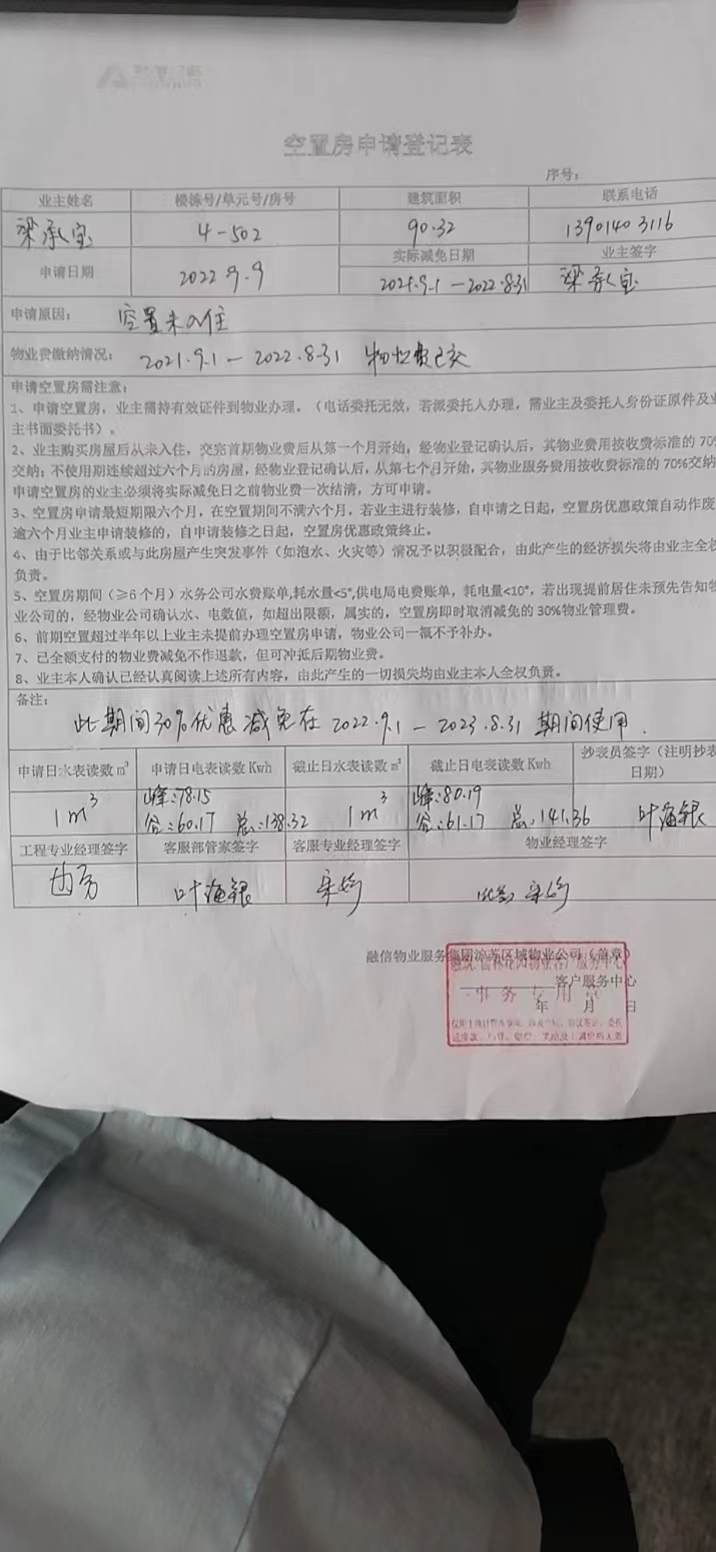 空置房申请登记表
序号：
业主姓名 楼栋号/单元号/房号 建筑面积 联系电话
梁承宝 4-502 90.32 13901403116
申请日期 2022.9.9 实际减免日期 业主签字
2021.9.1-2022.8.31 梁承宝
申请原因： 空置未入住
物业费缴纳情况： 2021.9.1-2022.8.31 物业费已交
申请空置房需注意：
1、申请空置房，业主需持有效证件到物业办理。（电话委托无效，若派委托人办理，需业主及委托人身份证原件及业
主书面委托书）。
2、业主购买房屋后从未入住，交完首期物业费后从第一个月开始，经物业登记确认后，其物业费用按收费标准的 70%
交纳；不使用期连续超过六个月的房屋，经物业登记确认后，从第七个月开始，其物业服务费用按收费标准的 70%交纳
申请空置房的业主必须将实际减免日之前物业费一次结清，方可申请。
3、空置房申请最短期限六个月，在空置期间不满六个月，若业主进行装修，自申请之日起，空置房优惠政策自动作废
逾六个月业主申请装修的，自申请装修之日起，空置房优惠政策终止。
4、由于比邻关系或与此房屋产生突发事件（如泡水、火灾等）情况予以积极配合，由此产生的经济损失将由业主全权
负责。
5、空置房期间（≥6 个月）水务公司水费账单,耗水量<5°,供电局电费账单，耗电量<10°，若出现提前居住未预先告知物
业公司的，经物业公司确认水、电数值，如超出限额，属实的，空置房即时取消减免的 30%物业管理费。
6、前期空置超过半年以上业主未提前办理空置房申请，物业公司一概不予补办。
7、已全额支付的物业费减免不作退款，但可冲抵后期物业费。
8、业主本人确认已经认真阅读上述所有内容，由此产生的一切损失均由业主本人全权负责。
备注：
此期间30%优惠减免在2022.9.1-2023.8.31期间使用.
申请日水表读数 m³ 申请日电表读数 Kwh 截止日水表读数 m³ 截止日电表读数 Kwh 抄表员签字（注明抄表
日期）
1m³ 峰:78.15 1m³ 峰:80.19
谷:60.17 总:138.32 谷:61.17 总:141.36 叶海银
工程专业经理签字 客服部管家签字 客服专业经理签字 物业经理签字
叶海银
融信物业服务集团沪苏区域物业公司（盖章）
客户服务中心
年 月 日